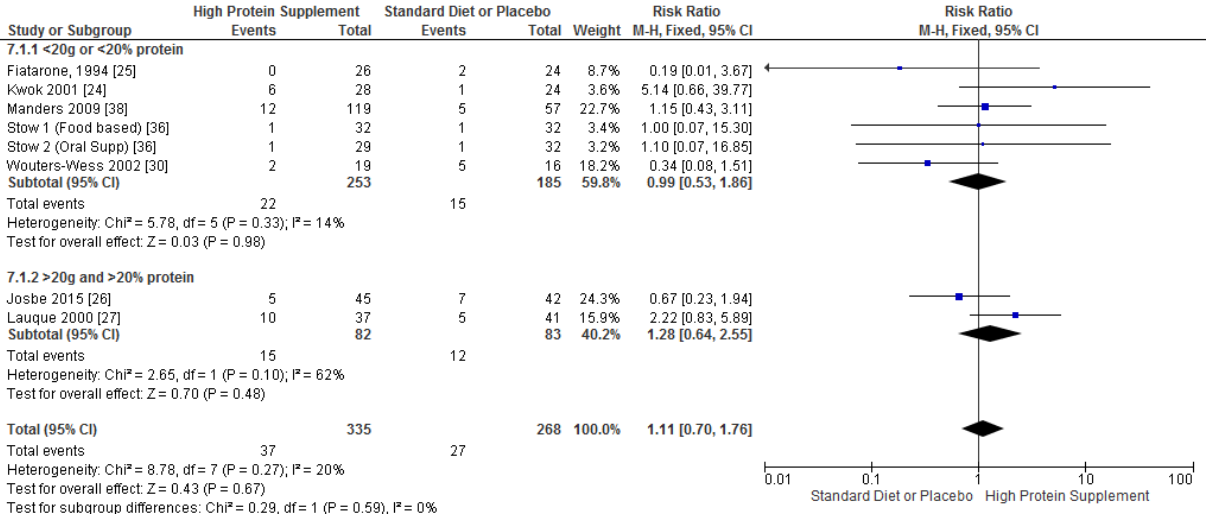 High Protein Supplement Standard Diet or Placebo Risk Ratio Risk Ratio
Study or Subgroup Events Total Events Total Weight M-H, Fixed, 95% CI M-H, Fixed, 95% CI
7.1.1 <20g or <20% protein
Fiatarone, 1994 [25] 0 26 2 24 8.7% 0.19 [0.01, 3.67]
Kwok 2001 [24] 6 28 1 24 3.6% 5.14 [0.66, 39.77]
Manders 2009 [38] 12 119 5 57 22.7% 1.15 [0.43, 3.11]
Stow 1 (Food based) [36] 1 32 1 32 3.4% 1.00 [0.07, 15.30]
Stow 2 (Oral Supp) [36] 1 29 1 32 3.2% 1.10 [0.07, 16.85]
Wouters-Wess 2002 [30] 2 19 5 16 18.2% 0.34 [0.08, 1.51]
Subtotal (95% CI) 253 185 59.8% 0.99 [0.53, 1.86]
Total events 22 15
Heterogeneity: Chi² = 5.78, df = 5 (P = 0.33); I² = 14%
Test for overall effect: Z = 0.03 (P = 0.98)
7.1.2 >20g and >20% protein
Josbe 2015 [26] 5 45 7 42 24.3% 0.67 [0.23, 1.94]
Lauque 2000 [27] 10 37 5 41 15.9% 2.22 [0.83, 5.89]
Subtotal (95% CI) 82 83 40.2% 1.28 [0.64, 2.55]
Total events 15 12
Heterogeneity: Chi² = 2.65, df = 1 (P = 0.10); I² = 62%
Test for overall effect: Z = 0.70 (P = 0.48)
Total (95% CI) 335 268 100.0% 1.11 [0.70, 1.76]
Total events 37 27
Heterogeneity: Chi² = 8.78, df = 7 (P = 0.27); I² = 20%
Test for overall effect: Z = 0.43 (P = 0.67)
Test for subgroup differences: Chi² = 0.29, df = 1 (P = 0.59), I² = 0%
0.01 0.1 1 10 100
Standard Diet or Placebo High Protein Supplement